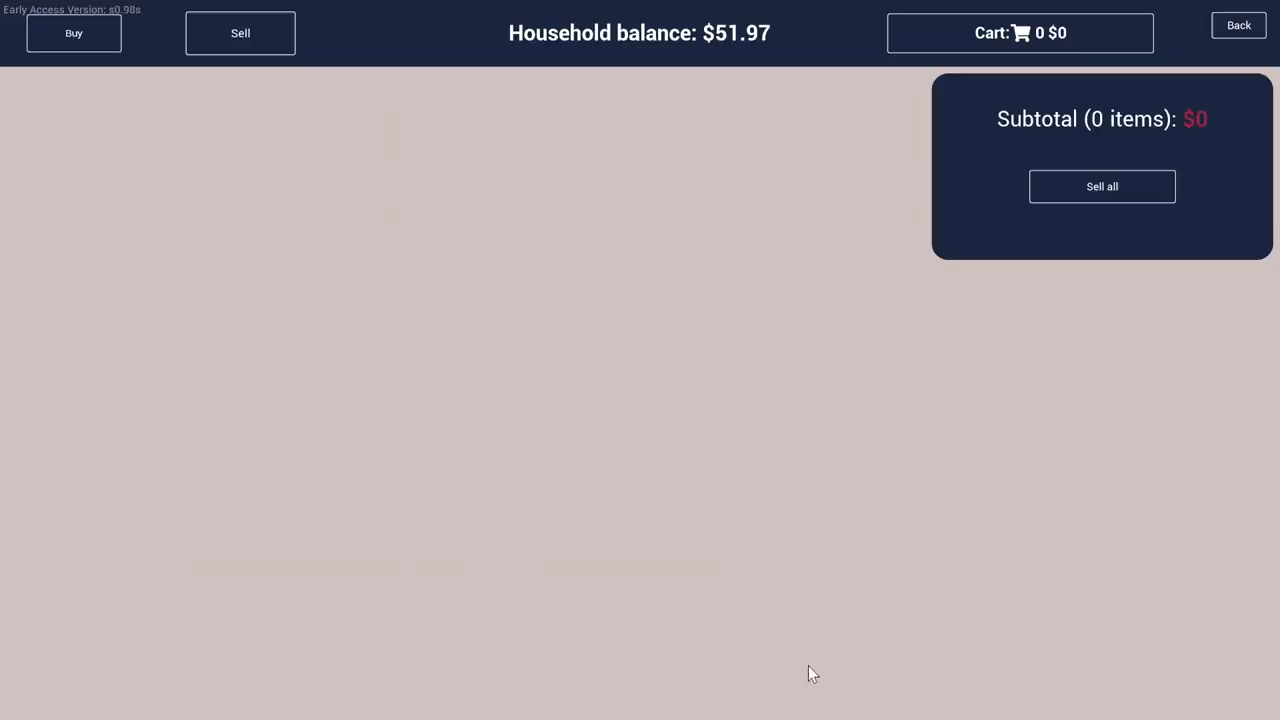 Early Access Version: s0.98s
Buy
Sell
Household balance: $51.97
Cart: 0 $0
Back
Subtotal (0 items): $0
Sell all